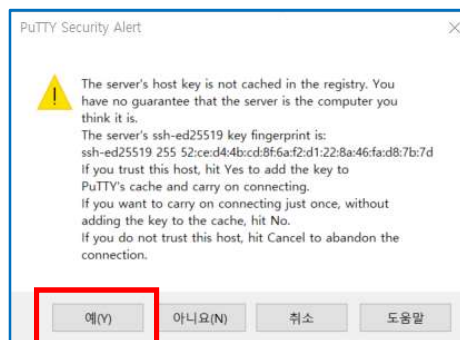 PuTTY Security Alert
The server's host key is not cached in the registry. You
have no guarantee that the server is the computer you
think it is.
The server's ssh-ed25519 key fingerprint is:
ssh-ed25519 255 52:ce:d4:4b:cd:8f:6a:f2:d1:22:8a:46:fa:d8:7b:7d
If you trust this host, hit Yes to add the key to
PuTTY's cache and carry on connecting.
If you want to carry on connecting just once, without
adding the key to the cache, hit No.
If you do not trust this host, hit Cancel to abandon the
connection.
예(Y) 아니요(N) 취소 도움말